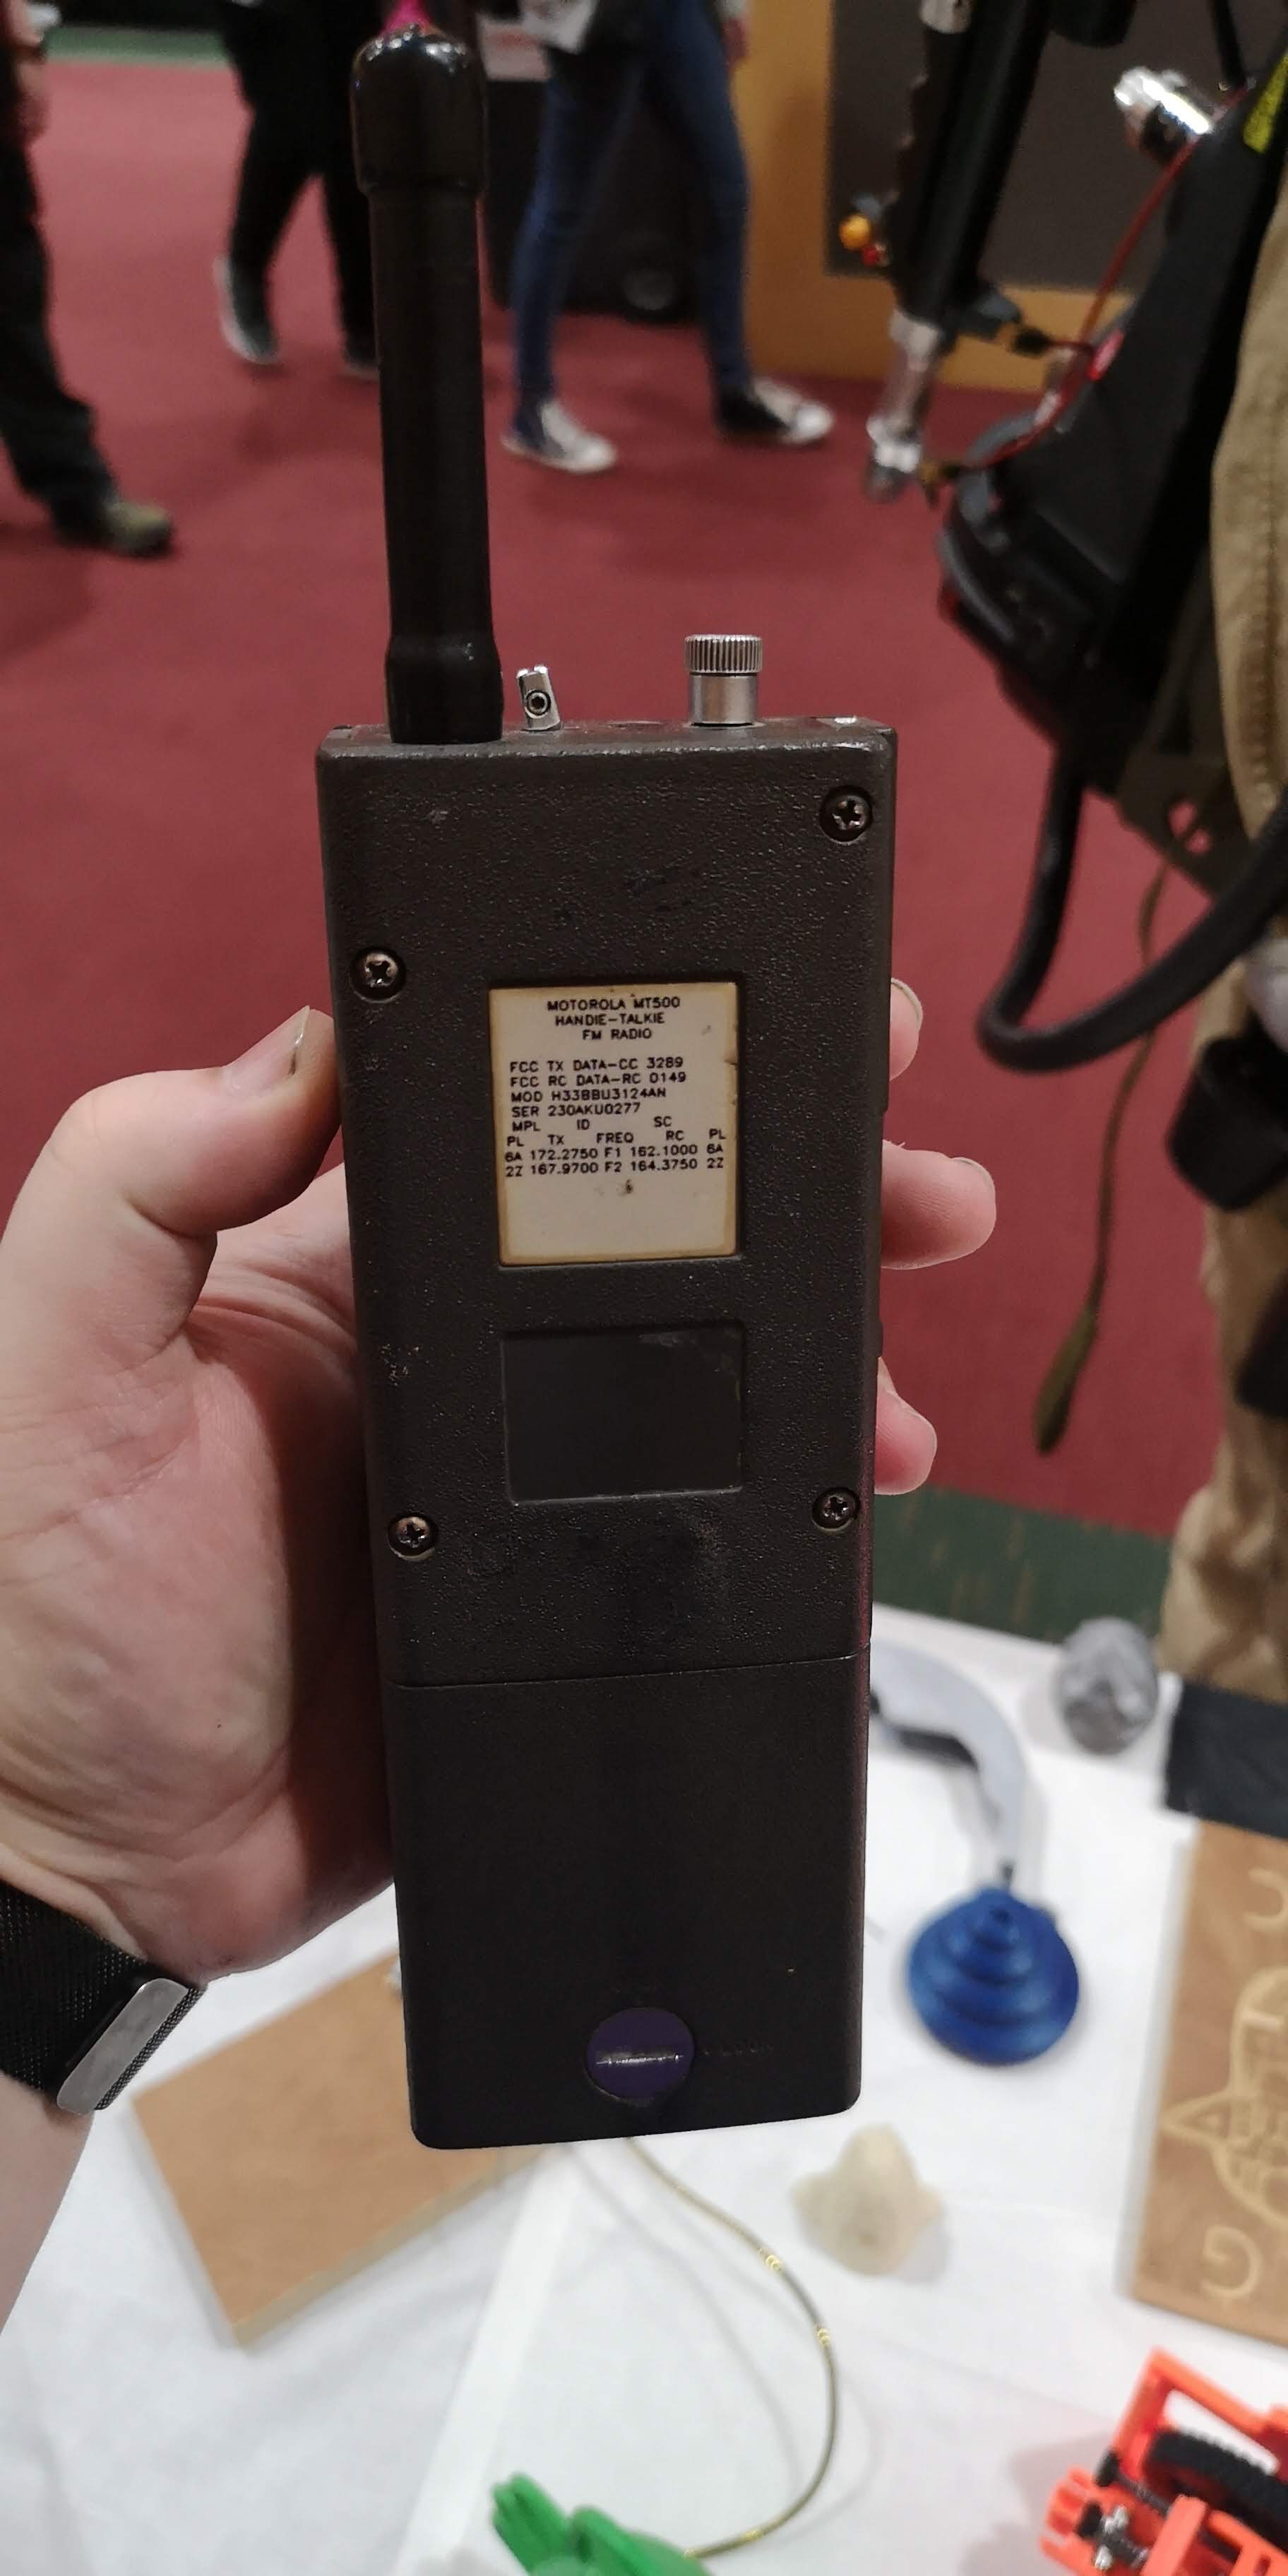 MOTOROLA MT500
HANDIE-TALKIE
FM RADIO
FCC TX DATA-CC 3289
FCC RC DATA-RC 0149
MOD H33BBU3124AN
SER 230AKU0277
MPL ID SC
PL TX FREQ RC PL
6A 172.2750 F1 162.1000 6A
2Z 167.9700 F2 164.3750 2Z